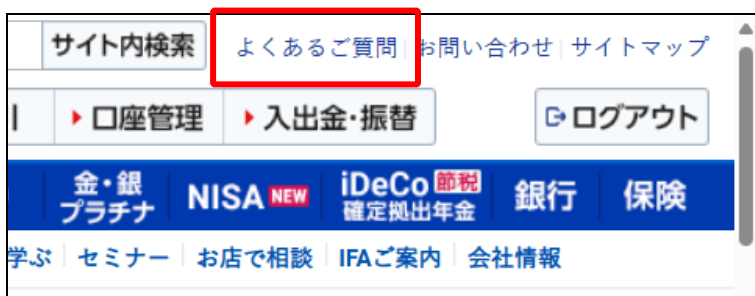 サイト内検索 よくあるご質問 お問い合わせ サイトマップ
口座管理 入出金・振替 ログアウト
金・銀 プラチナ NISA NEW iDeCo 節税 確定拠出年金 銀行 保険
学ぶ セミナー お店で相談 IFAご案内 会社情報